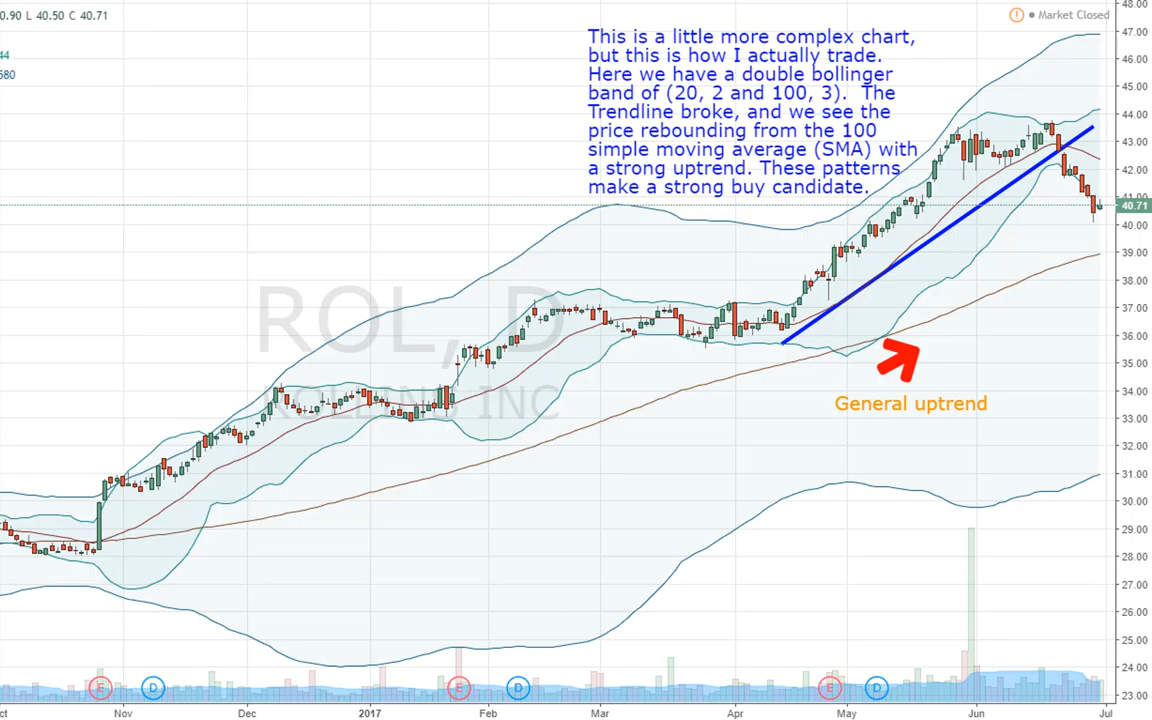 0.90 L 40.50 C 40.71
Market Closed
44
680
This is a little more complex chart,
but this is how I actually trade.
Here we have a double bollinger
band of (20, 2 and 100, 3). The
Trendline broke, and we see the
price rebounding from the 100
simple moving average (SMA) with
a strong uptrend. These patterns
make a strong buy candidate.
ROL, D
ROLLINS INC
General uptrend
48.00
47.00
46.00
45.00
44.00
43.00
42.00
41.00
40.71
40.00
39.00
38.00
37.00
36.00
35.00
34.00
33.00
32.00
31.00
30.00
29.00
28.00
27.00
26.00
25.00
24.00
23.00
E D E D E D
ct Nov Dec 2017 Feb Mar Apr May Jun Jul